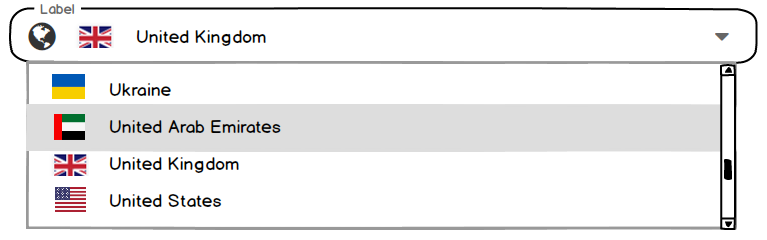 Label
United Kingdom
Ukraine
United Arab Emirates
United Kingdom
United States